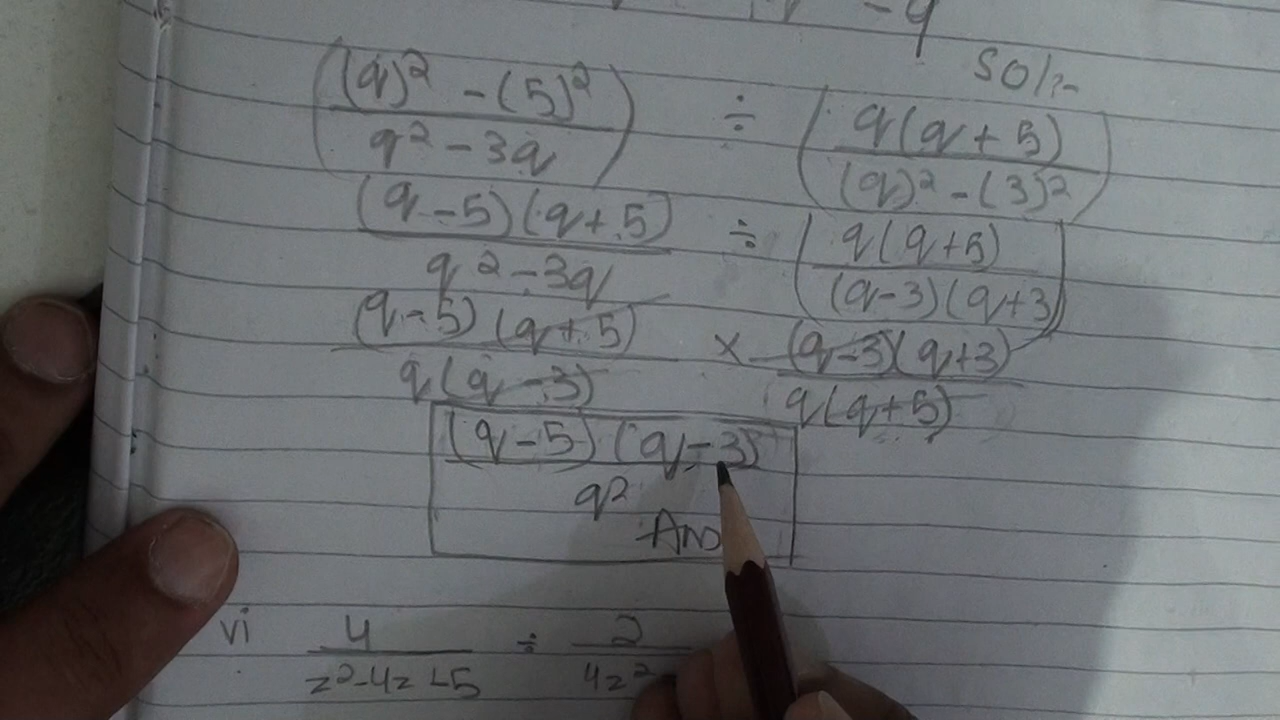 - 9
Sol:-
((q)² - (5)² / q² - 3q) ÷ (q(q + 5) / (q)² - (3)²)
(q - 5)(q + 5) / q² - 3q ÷ (q(q + 5) / (q-3)(q+3))
(q - 5)(q + 5) / q(q - 3) × (q-3)(q+3) / q(q+5)
(q - 5)(q - 3) / q²
Ans
vi 4 / z²-4z-5 ÷ 2 / 4z²